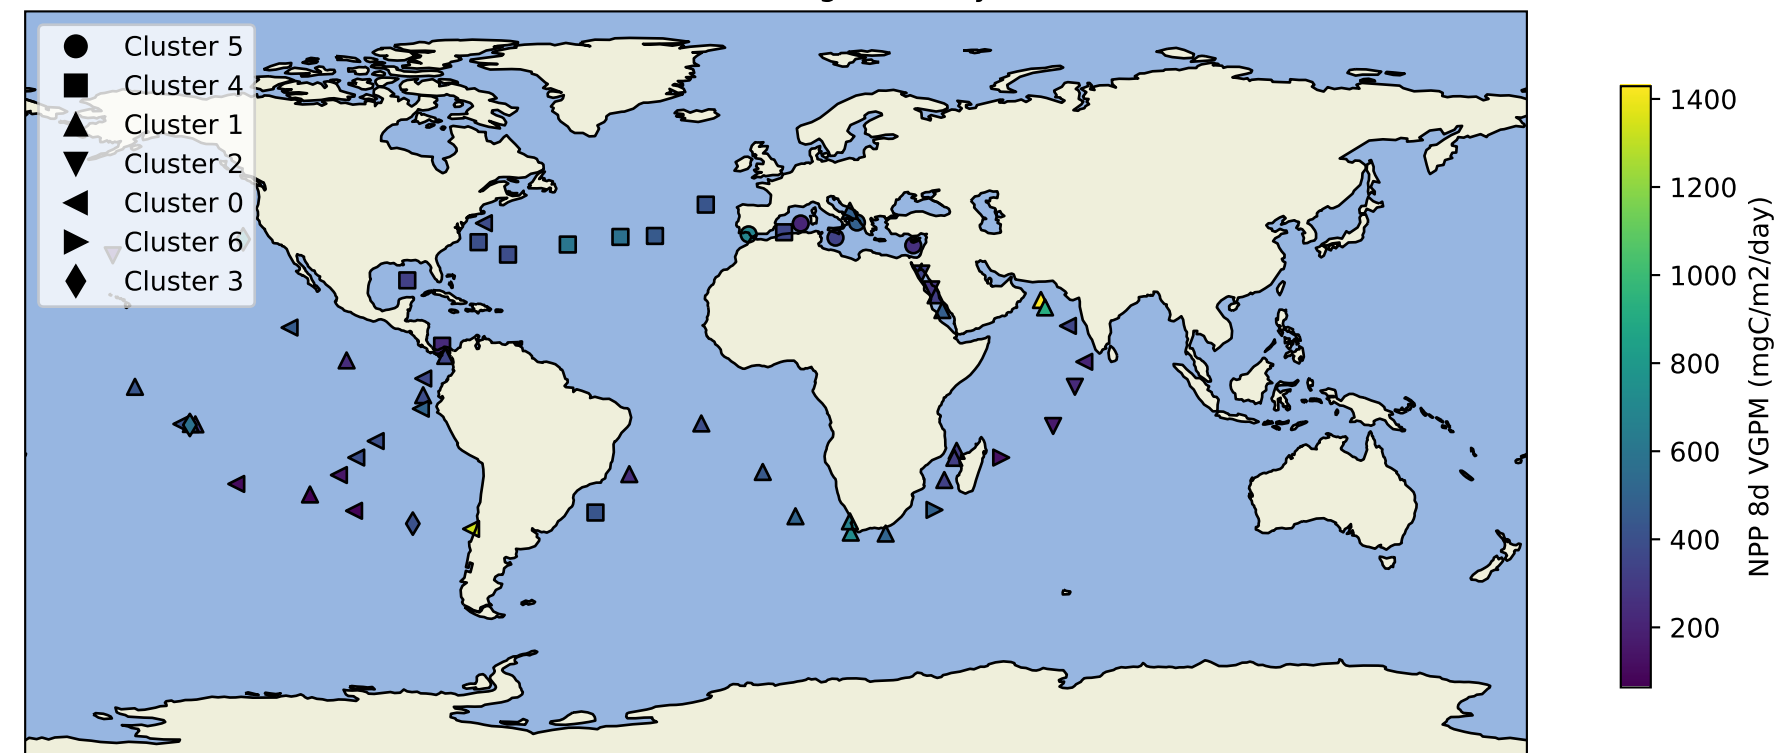 Cluster 5
Cluster 4
Cluster 1
Cluster 2
Cluster 0
Cluster 6
Cluster 3
1400
1200
1000
800
600
400
200
NPP 8d VGPM (mgC/m2/day)